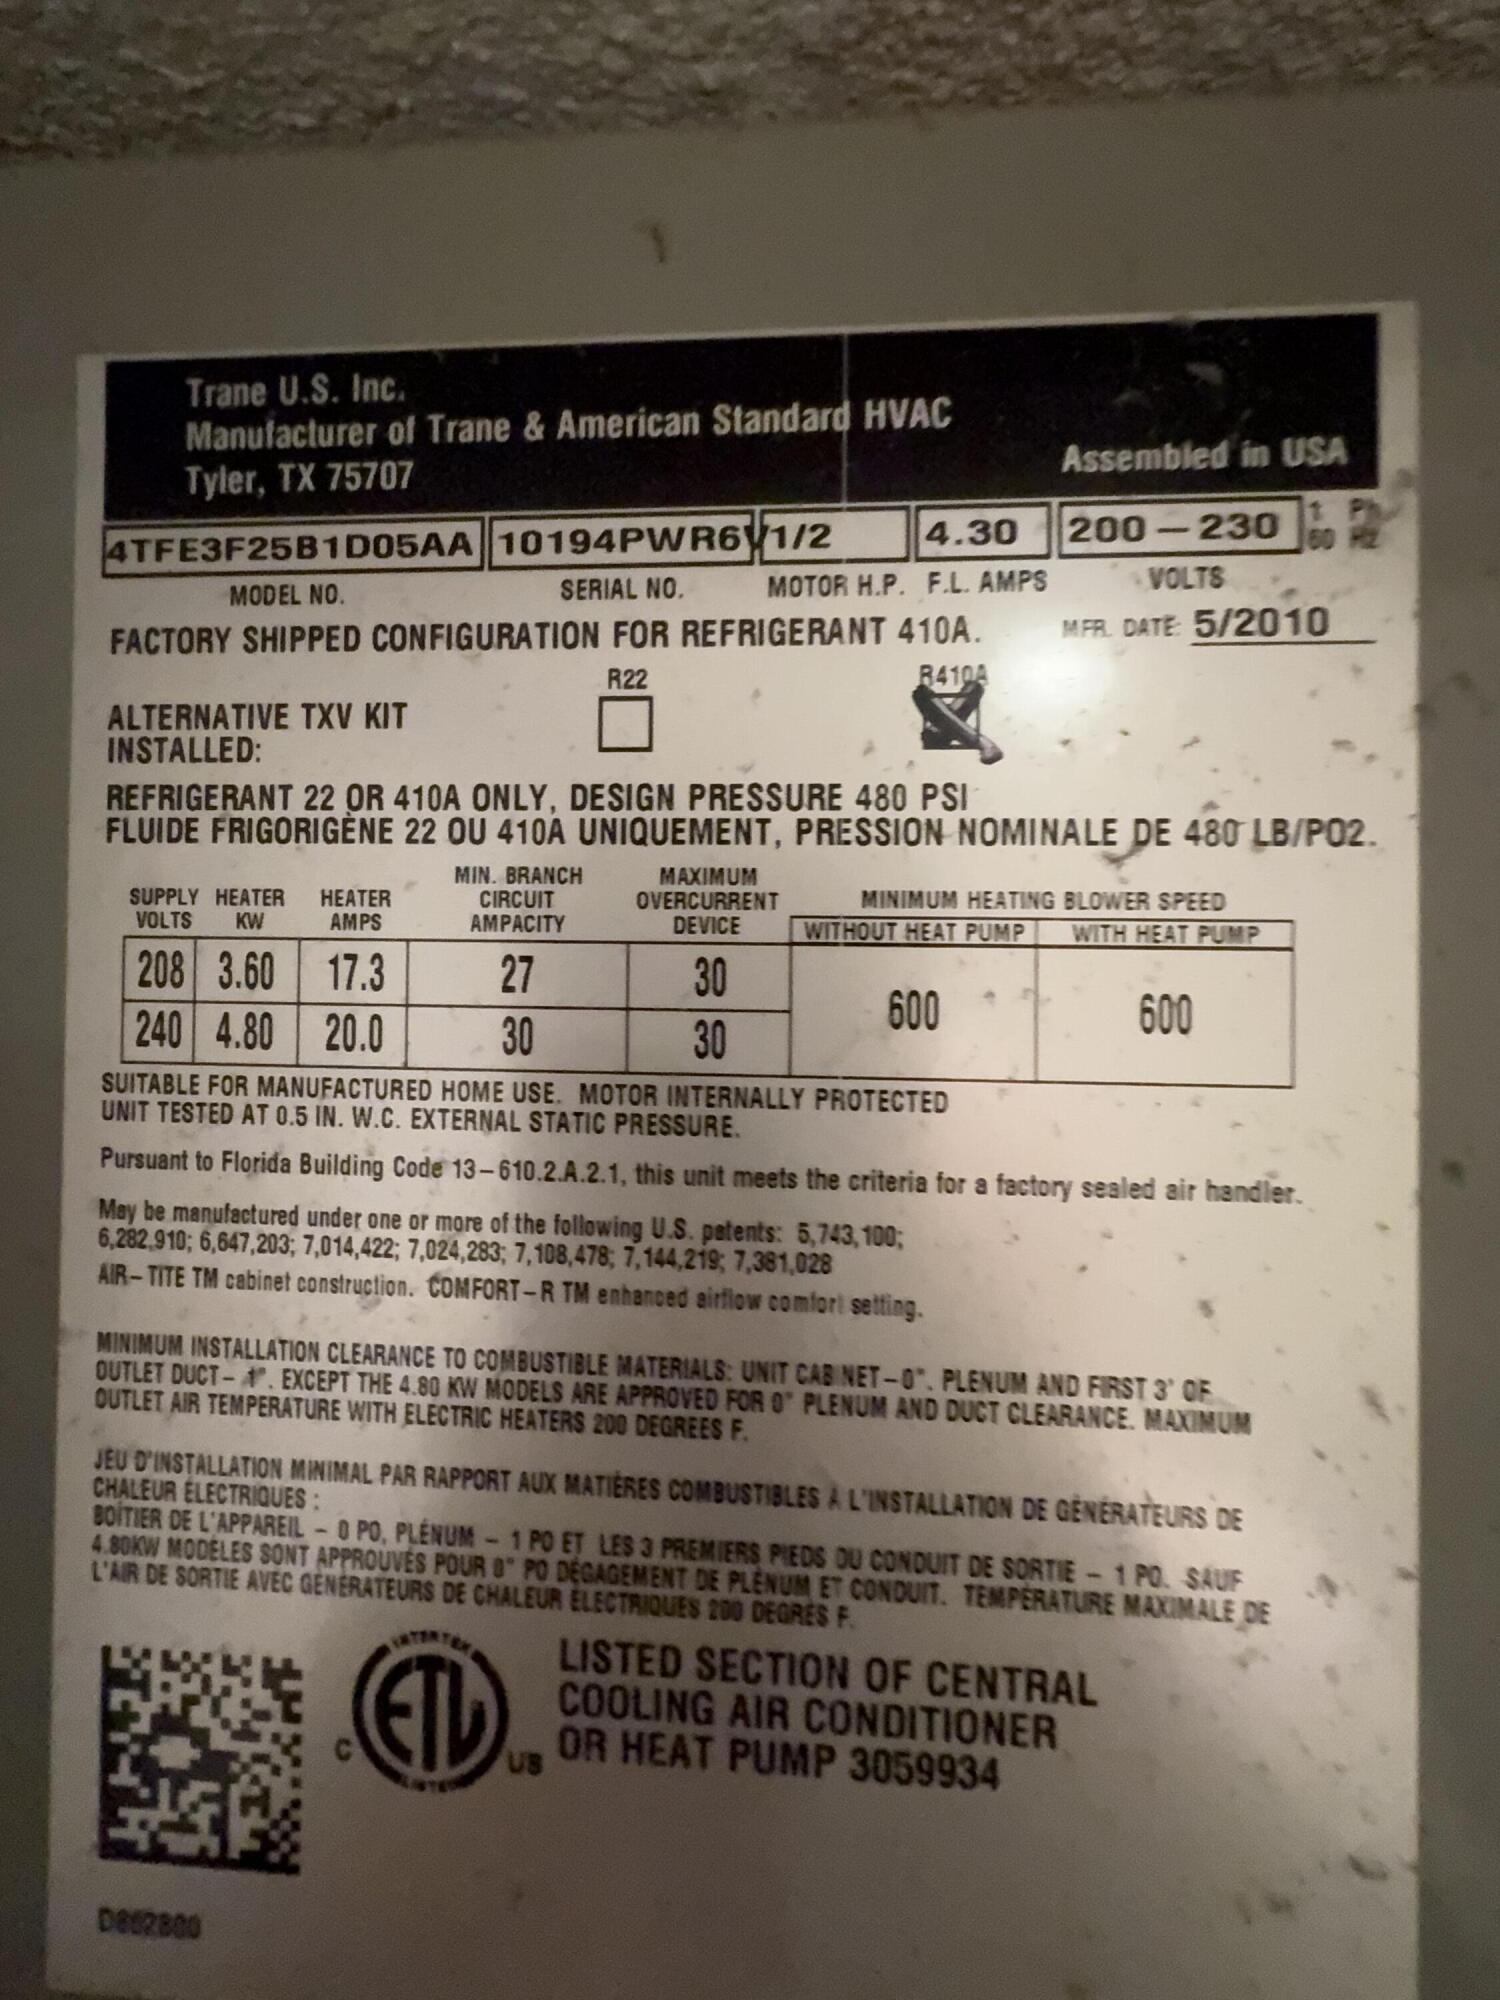 Trane U.S. Inc.
Manufacturer of Trane & American Standard HVAC
Tyler, TX 75707
Assembled in USA
4TFE3F25B1D05AA 10194PWR6V 1/2 4.30 200 – 230 1 PH
60 HZ
MODEL NO. SERIAL NO. MOTOR H.P. F.L. AMPS VOLTS
FACTORY SHIPPED CONFIGURATION FOR REFRIGERANT 410A. MFR. DATE: 5/2010
R22 R410A
ALTERNATIVE TXV KIT
INSTALLED:
REFRIGERANT 22 OR 410A ONLY, DESIGN PRESSURE 480 PSI
FLUIDE FRIGORIGÈNE 22 OU 410A UNIQUEMENT, PRESSION NOMINALE DE 480 LB/PO2.
SUPPLY VOLTS HEATER KW HEATER AMPS MIN. BRANCH CIRCUIT AMPACITY MAXIMUM OVERCURRENT DEVICE MINIMUM HEATING BLOWER SPEED
WITHOUT HEAT PUMP WITH HEAT PUMP
208 3.60 17.3 27 30 600 600
240 4.80 20.0 30 30
SUITABLE FOR MANUFACTURED HOME USE. MOTOR INTERNALLY PROTECTED
UNIT TESTED AT 0.5 IN. W.C. EXTERNAL STATIC PRESSURE.
Pursuant to Florida Building Code 13–610.2.A.2.1, this unit meets the criteria for a factory sealed air handler.
May be manufactured under one or more of the following U.S. patents: 5,743,100;
6,282,910; 6,647,203; 7,014,422; 7,024,283; 7,108,478; 7,144,219; 7,381,028
AIR–TITE TM cabinet construction. COMFORT–R TM enhanced airflow comfort setting.
MINIMUM INSTALLATION CLEARANCE TO COMBUSTIBLE MATERIALS: UNIT CABINET–0". PLENUM AND FIRST 3' OF
OUTLET DUCT– 1". EXCEPT THE 4.80 KW MODELS ARE APPROVED FOR 0" PLENUM AND DUCT CLEARANCE. MAXIMUM
OUTLET AIR TEMPERATURE WITH ELECTRIC HEATERS 200 DEGREES F.
JEU D'INSTALLATION MINIMAL PAR RAPPORT AUX MATIÈRES COMBUSTIBLES À L'INSTALLATION DE GÉNÉRATEURS DE
CHALEUR ÉLECTRIQUES :
BOÎTIER DE L'APPAREIL – 0 PO, PLÉNUM – 1 PO ET LES 3 PREMIERS PIEDS DU CONDUIT DE SORTIE – 1 PO. SAUF
4.80KW MODÈLES SONT APPROUVÉS POUR 0" PO DÉGAGEMENT DE PLÉNUM ET CONDUIT. TEMPÉRATURE MAXIMALE DE
L'AIR DE SORTIE AVEC GÉNÉRATEURS DE CHALEUR ÉLECTRIQUES 200 DEGRÉS F.
INTERTEK
C ETL US
LISTED
LISTED SECTION OF CENTRAL
COOLING AIR CONDITIONER
OR HEAT PUMP 3059934